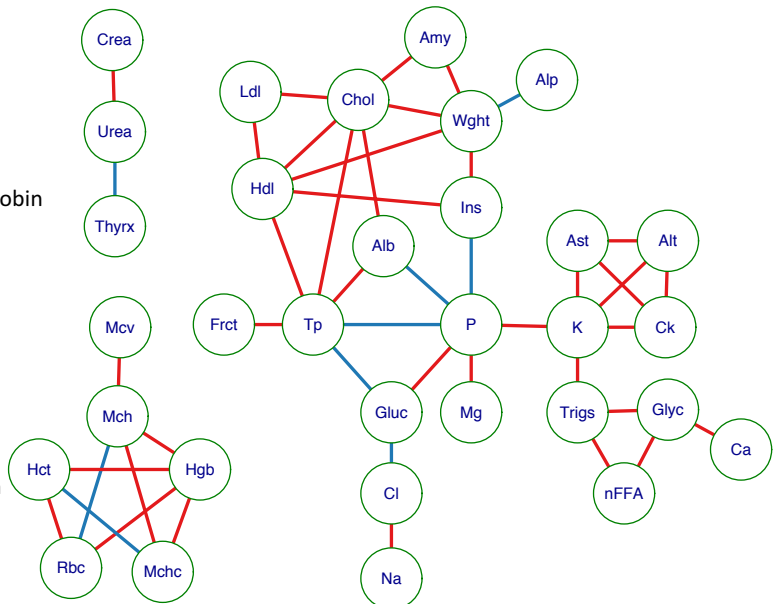 Crea
Amy
Alp
Ldl
Chol
Wght
Urea
Hdl
obin
Ins
Thyrx
Alb
Ast
Alt
Mcv
Frct
Tp
P
K
Ck
Mch
Gluc
Mg
Trigs
Glyc
Ca
Hct
Hgb
Cl
nFFA
Rbc
Mchc
Na